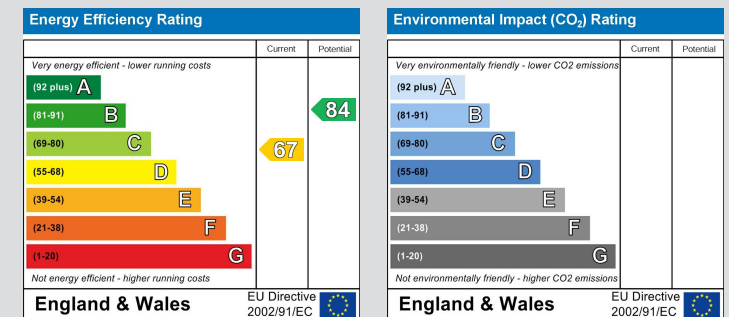 Energy Efficiency Rating
Current Potential
Very energy efficient - lower running costs
(92 plus) A
(81-91) B
84
(69-80) C
67
(55-68) D
(39-54) E
(21-38) F
(1-20) G
Not energy efficient - higher running costs
England & Wales
EU Directive
2002/91/EC
Environmental Impact (CO₂) Rating
Current Potential
Very environmentally friendly - lower CO2 emissions
(92 plus) A
(81-91) B
(69-80) C
(55-68) D
(39-54) E
(21-38) F
(1-20) G
Not environmentally friendly - higher CO2 emissions
England & Wales
EU Directive
2002/91/EC